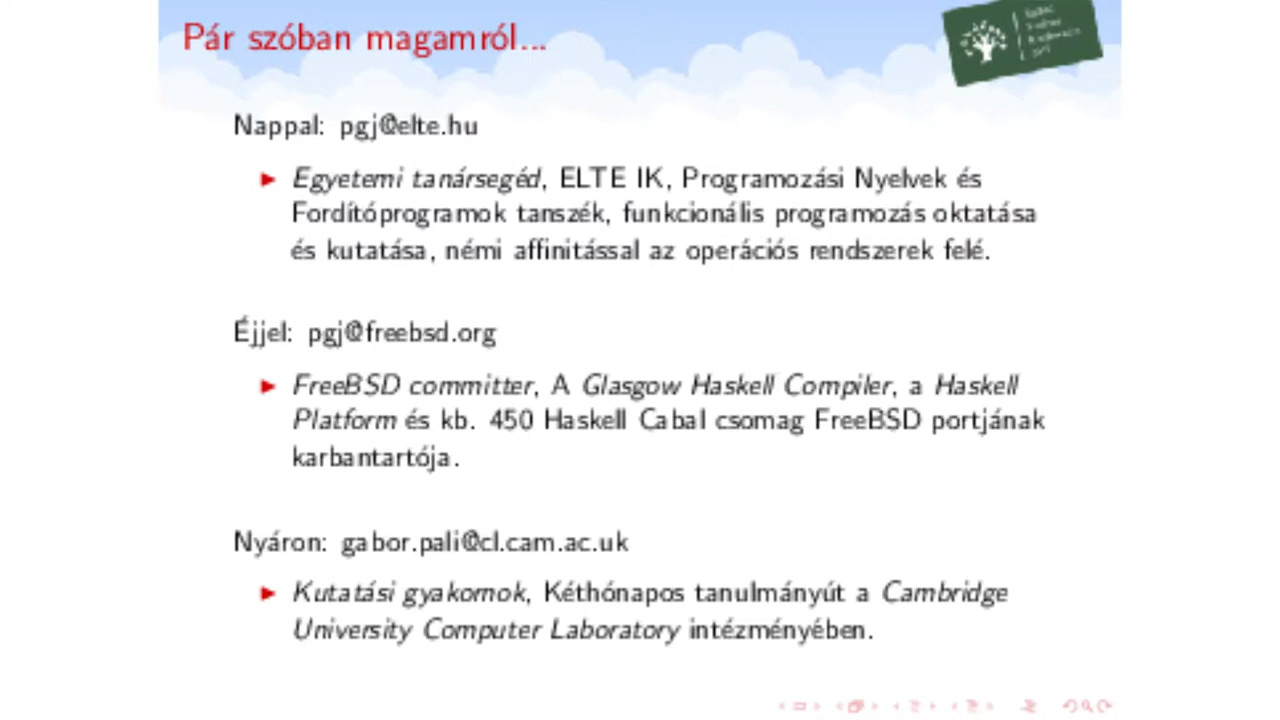 Pár szóban magamról...
Nappal: pgj@elte.hu
Egyetemi tanársegéd, ELTE IK, Programozási Nyelvek és
Fordítóprogramok tanszék, funkcionális programozás oktatása
és kutatása, némi affinitással az operációs rendszerek felé.
Éjjel: pgj@freebsd.org
FreeBSD committer, A Glasgow Haskell Compiler, a Haskell
Platform és kb. 450 Haskell Cabal csomag FreeBSD portjának
karbantartója.
Nyáron: gabor.pali@cl.cam.ac.uk
Kutatási gyakornok, Kéthónapos tanulmányút a Cambridge
University Computer Laboratory intézményében.